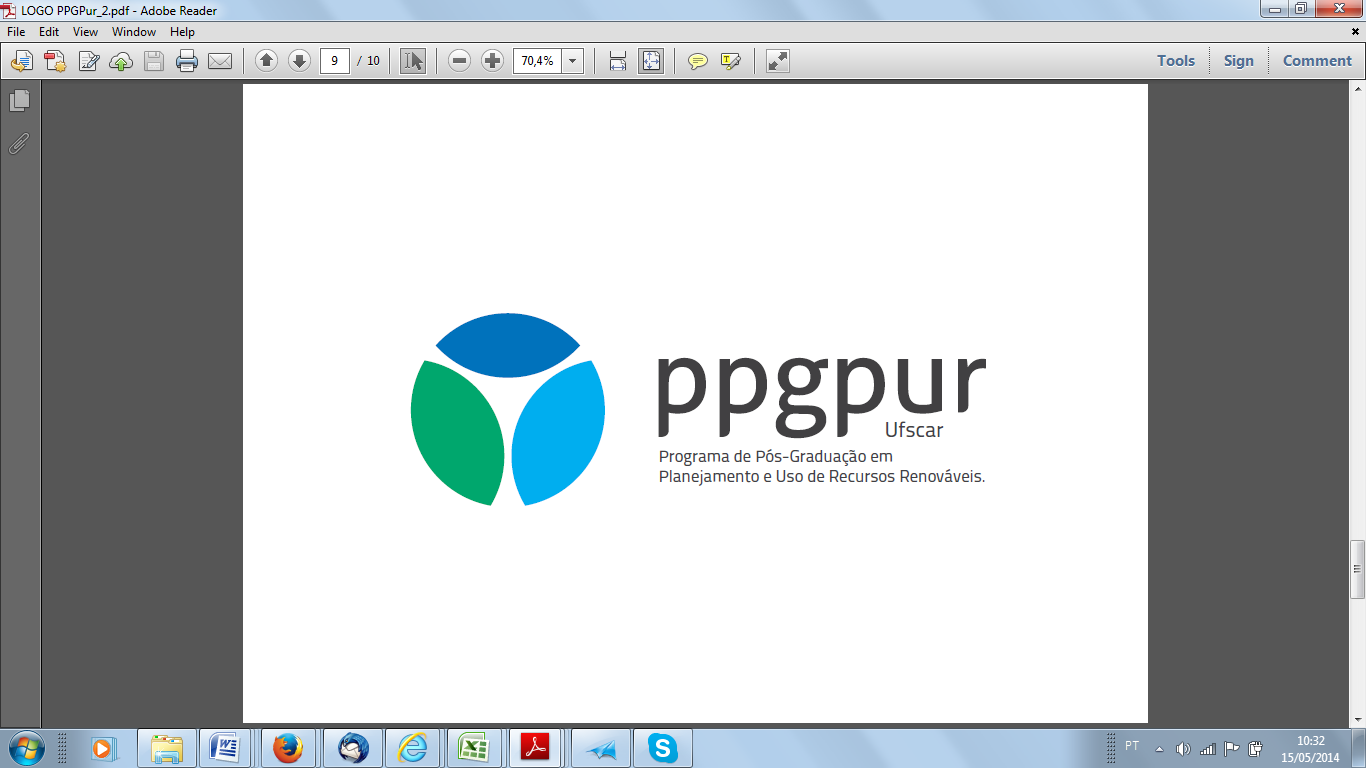 LOGO PPGPur_2.pdf - Adobe Reader
File Edit View Window Help
9 / 10 70,4% Tools Sign Comment
ppgpur
Ufscar
Programa de Pós-Graduação em
Planejamento e Uso de Recursos Renováveis.
PT 10:32
15/05/2014